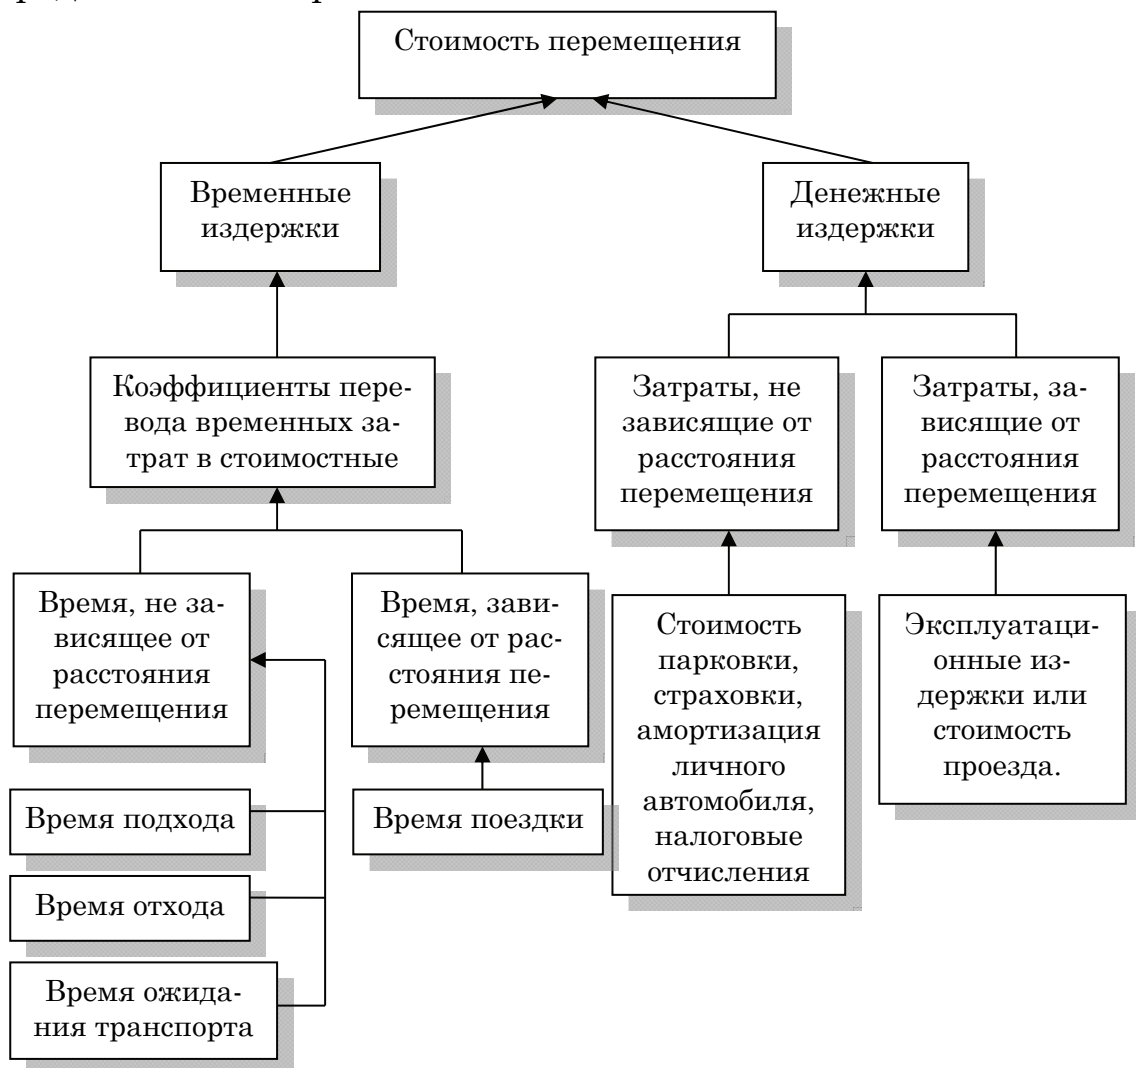 Стоимость перемещения
Временные
издержки
Денежные
издержки
Коэффициенты пере-
вода временных за-
трат в стоимостные
Затраты, не
зависящие от
расстояния
перемещения
Затраты, за-
висящие от
расстояния
перемещения
Время, не за-
висящее от
расстояния
перемещения
Время, зави-
сящее от рас-
стояния пе-
ремещения
Стоимость
парковки,
страховки,
амортизация
личного
автомобиля,
налоговые
отчисления
Эксплуатаци-
онные из-
держки или
стоимость
проезда.
Время подхода
Время поездки
Время отхода
Время ожида-
ния транспорта